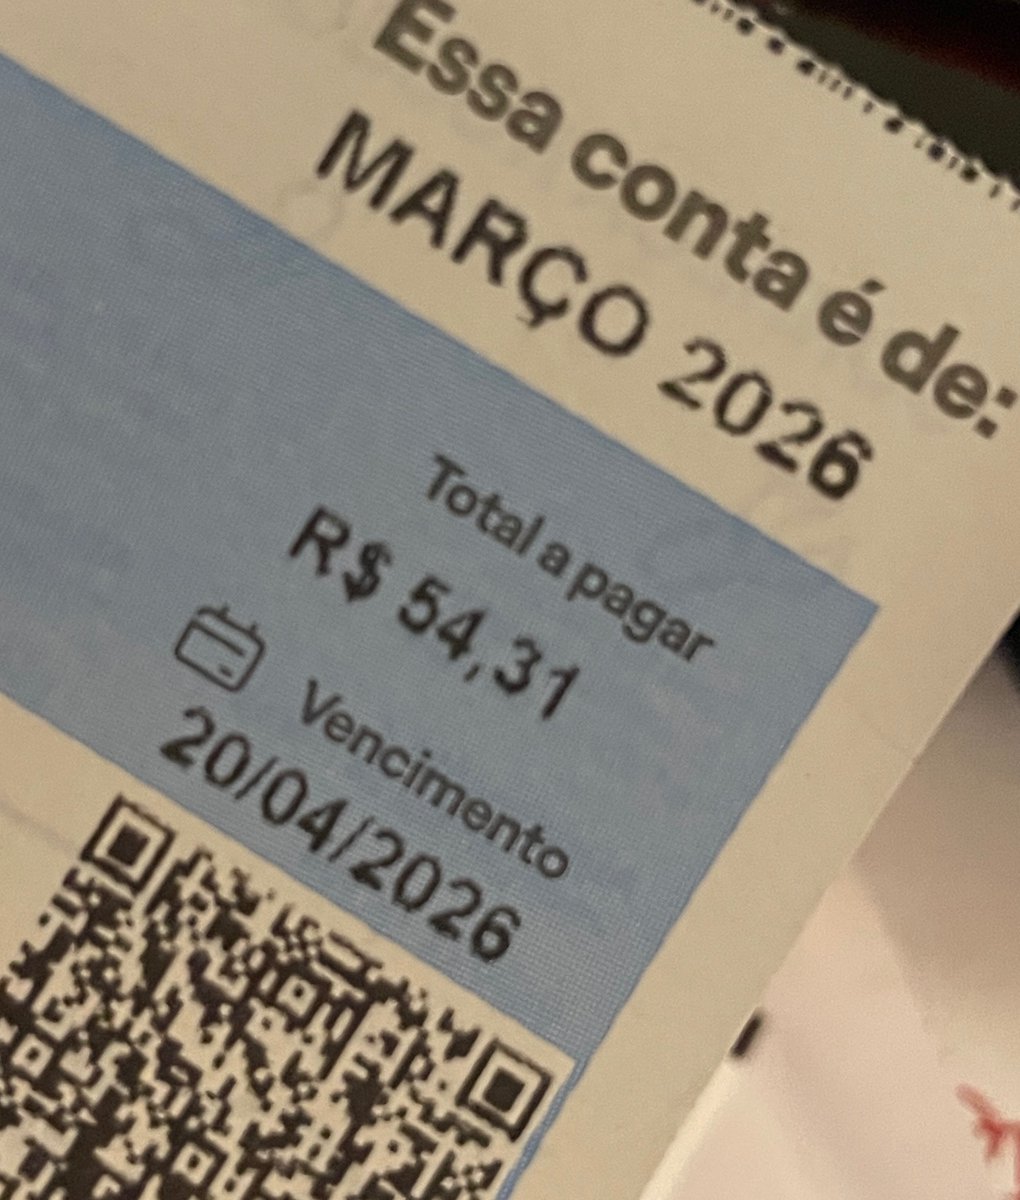 Essa conta é de:
MARÇO 2026
Total a pagar
R$ 54,31
Vencimento
20/04/2026